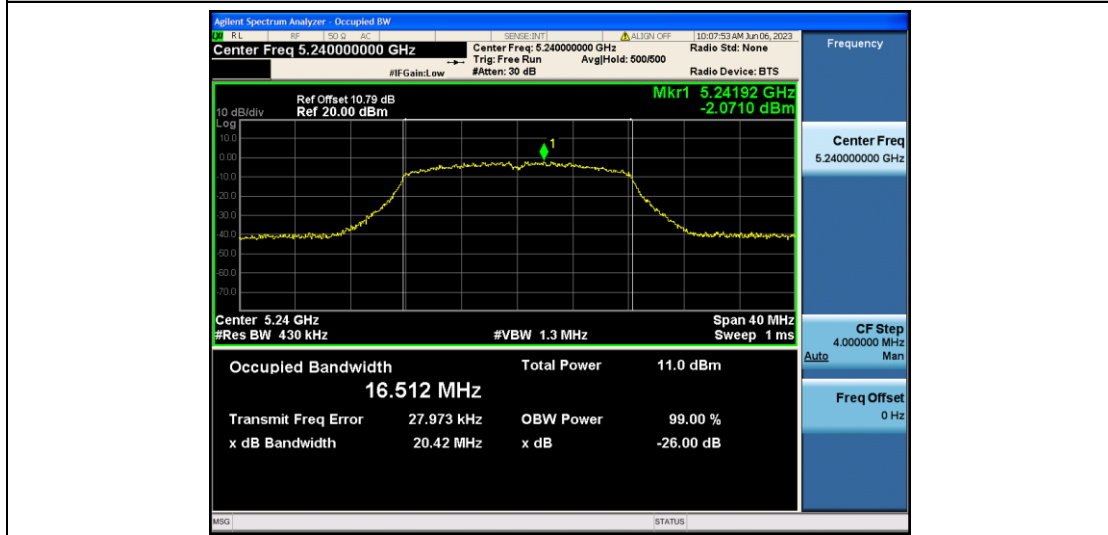 Agilent Spectrum Analyzer - Occupied BW
RL RF 50 Ω AC SENSE:INT ALIGN OFF 10:07:53 AM Jun 06, 2023
Center Freq 5.240000000 GHz
Center Freq: 5.240000000 GHz
Radio Std: None
Trig: Free Run Avg|Hold: 500/500
#IFGain:Low
#Atten: 30 dB
Radio Device: BTS
Mkr1 5.24192 GHz
-2.0710 dBm
Ref Offset 10.79 dB
10 dB/div Ref 20.00 dBm
Log
10.0
0.00
-10.0
-20.0
-30.0
-40.0
-50.0
-60.0
-70.0
1
Center 5.24 GHz
Span 40 MHz
#Res BW 430 kHz
#VBW 1.3 MHz
Sweep 1 ms
Occupied Bandwidth
16.512 MHz
Total Power 11.0 dBm
Transmit Freq Error 27.973 kHz OBW Power 99.00 %
x dB Bandwidth 20.42 MHz x dB -26.00 dB
Frequency
Center Freq
5.240000000 GHz
CF Step
4.000000 MHz
Auto Man
Freq Offset
0 Hz
MSG STATUS